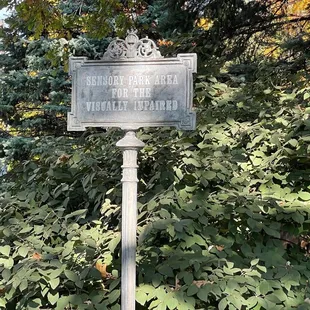 SENSORY PARK AREA
FOR THE
VISUALLY IMPAIRED